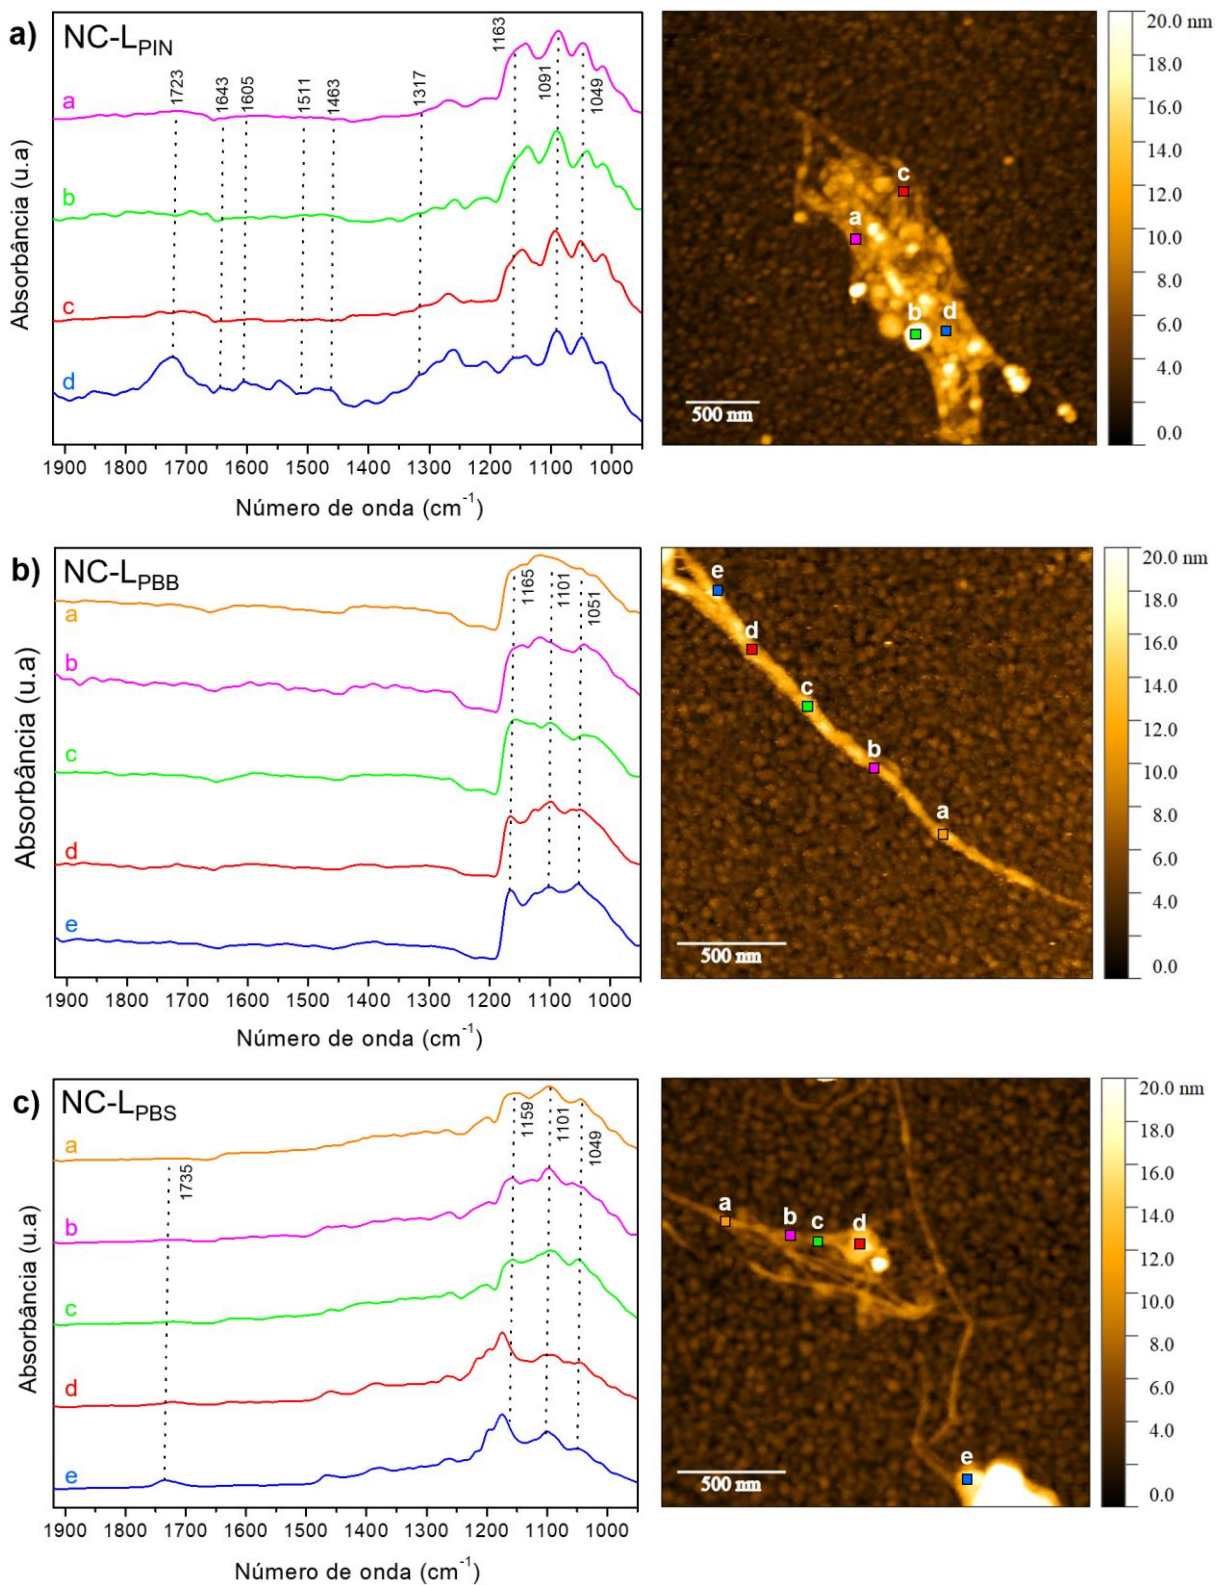 a) NC-L_PIN
1723
1643
1605
1511
1463
1317
1163
1091
1049
a
b
c
d
Absorbância (u.a)
1900 1800 1700 1600 1500 1400 1300 1200 1100 1000
Número de onda (cm⁻¹)
c
a
b d
500 nm
20.0 nm
18.0
16.0
14.0
12.0
10.0
8.0
6.0
4.0
0.0
b) NC-L_PBB
1165
1101
1051
a
b
c
d
e
Absorbância (u.a)
1900 1800 1700 1600 1500 1400 1300 1200 1100 1000
Número de onda (cm⁻¹)
e
d
c
b
a
500 nm
20.0 nm
18.0
16.0
14.0
12.0
10.0
8.0
6.0
4.0
0.0
c) NC-L_PBS
1735
1159
1101
1049
a
b
c
d
e
Absorbância (u.a)
1900 1800 1700 1600 1500 1400 1300 1200 1100 1000
Número de onda (cm⁻¹)
a
b c d
e
500 nm
20.0 nm
18.0
16.0
14.0
12.0
10.0
8.0
6.0
4.0
0.0